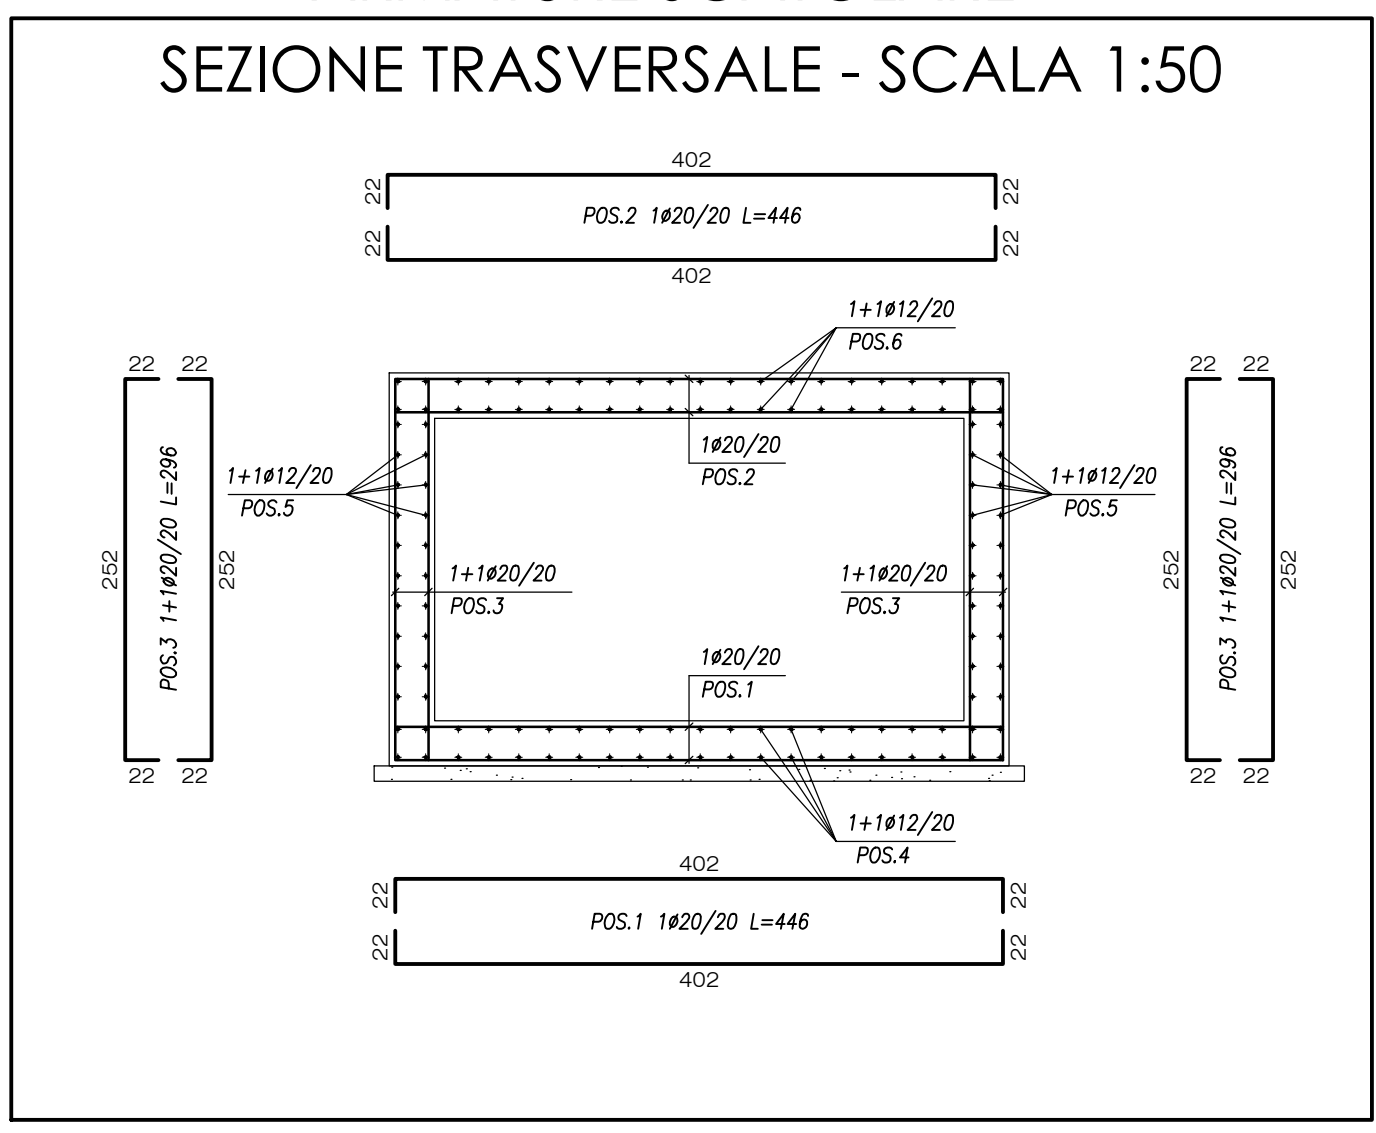 SEZIONE TRASVERSALE - SCALA 1:50
402
22 22
POS.2 1ø20/20 L=446
22 22
402
1+1ø12/20
POS.6
22 22
22 22
1ø20/20
POS.2
1+1ø12/20
POS.5
1+1ø12/20
POS.5
252
POS.3 1+1ø20/20 L=296
252
252
POS.3 1+1ø20/20 L=296
252
1+1ø20/20
POS.3
1+1ø20/20
POS.3
1ø20/20
POS.1
22 22
22 22
1+1ø12/20
POS.4
402
22 22
POS.1 1ø20/20 L=446
22 22
402